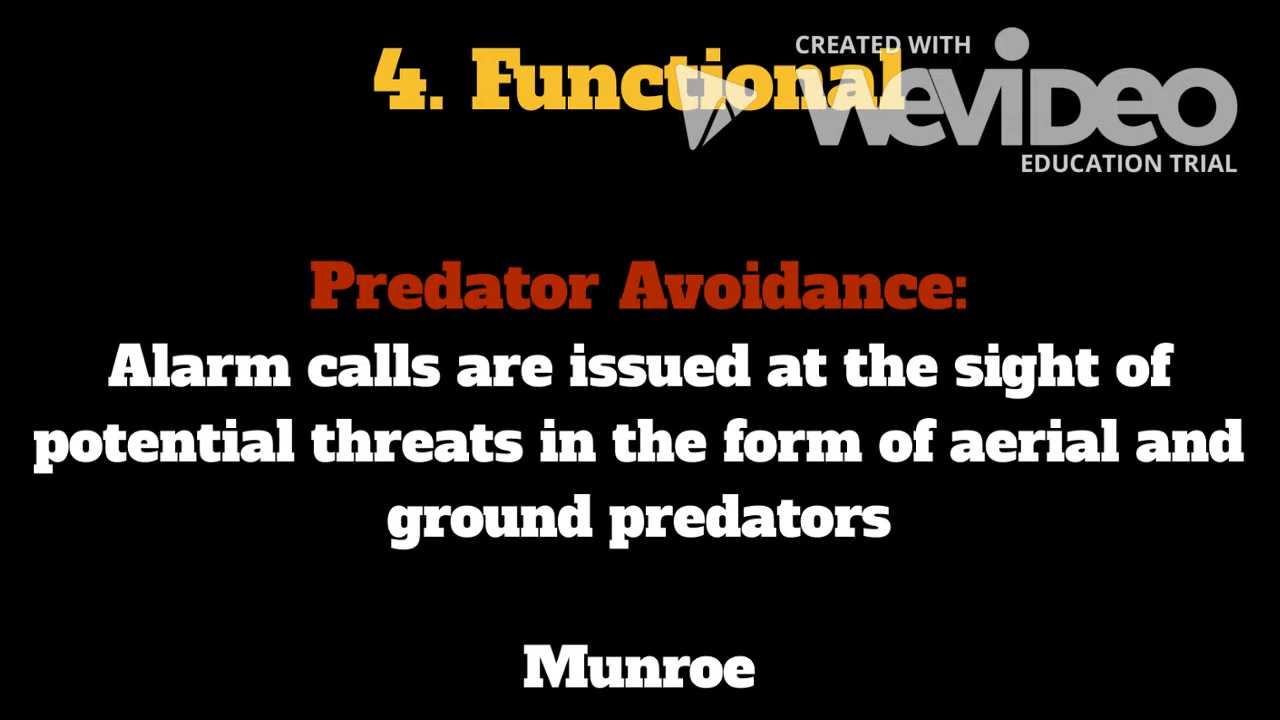 CREATED WITH
WEVIDEO
EDUCATION TRIAL
4. Functional
Predator Avoidance:
Alarm calls are issued at the sight of
potential threats in the form of aerial and
ground predators
Munroe